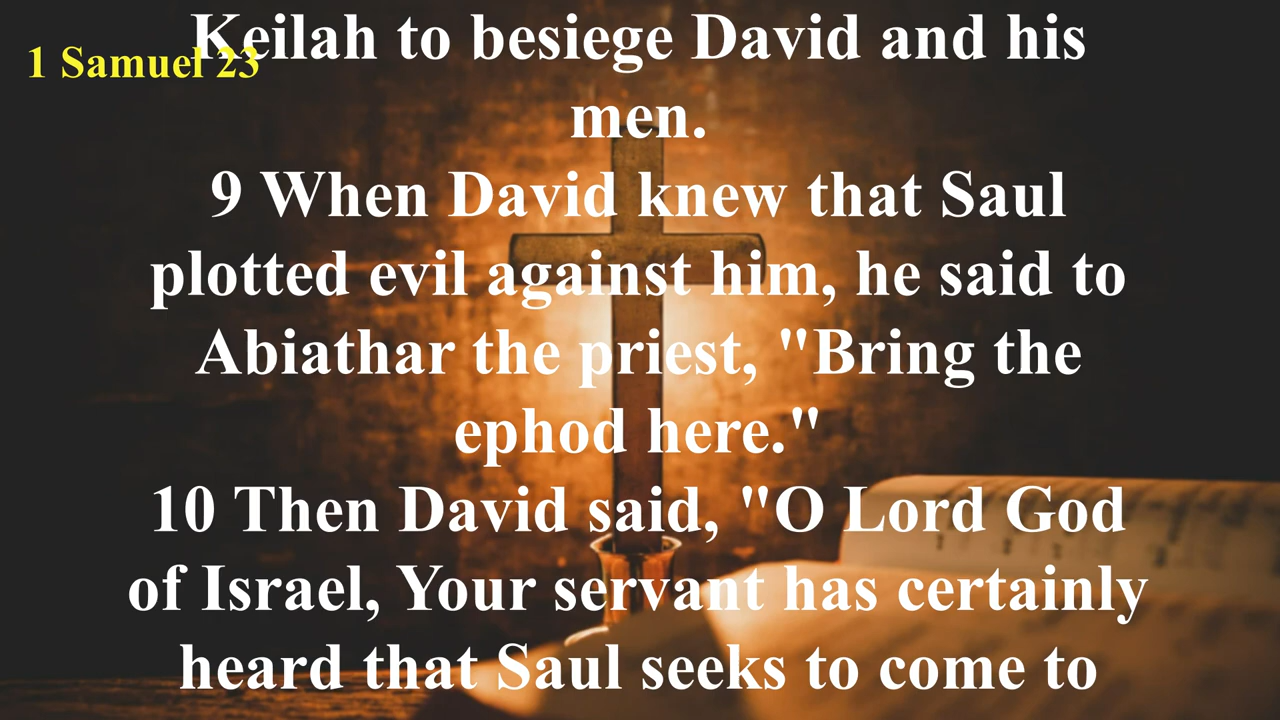 1 Samuel 23
Keilah to besiege David and his
men.
9 When David knew that Saul
plotted evil against him, he said to
Abiathar the priest, "Bring the
ephod here."
10 Then David said, "O Lord God
of Israel, Your servant has certainly
heard that Saul seeks to come to